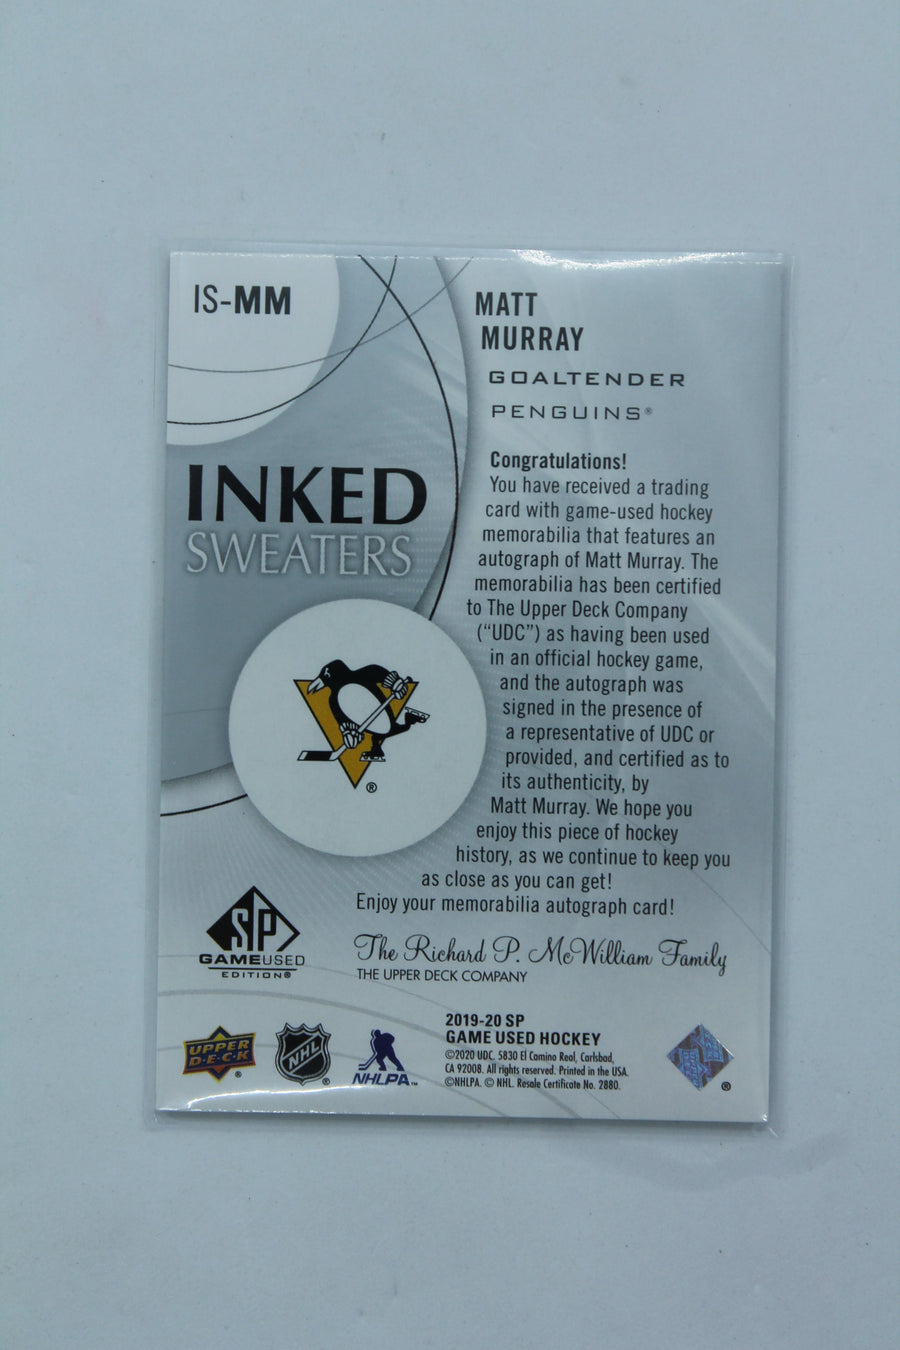 IS-MM
MATT
MURRAY
GOALTENDER
PENGUINS®
INKED
SWEATERS
Congratulations!
You have received a trading
card with game-used hockey
memorabilia that features an
autograph of Matt Murray. The
memorabilia has been certified
to The Upper Deck Company
("UDC") as having been used
in an official hockey game,
and the autograph was
signed in the presence of
a representative of UDC or
provided, and certified as to
its authenticity, by
Matt Murray. We hope you
enjoy this piece of hockey
history, as we continue to keep you
as close as you can get!
Enjoy your memorabilia autograph card!
®
SP
GAMEUSED
EDITION®
The Richard P. McWilliam Family
THE UPPER DECK COMPANY
UPPER
D·E·C·K
®
NHL
®
NHLPA™
2019-20 SP
GAME USED HOCKEY
©2020 UDC. 5830 El Camino Real, Carlsbad,
CA 92008. All rights reserved. Printed in the USA.
©NHLPA. © NHL. Resale Certificate No. 2880.
®